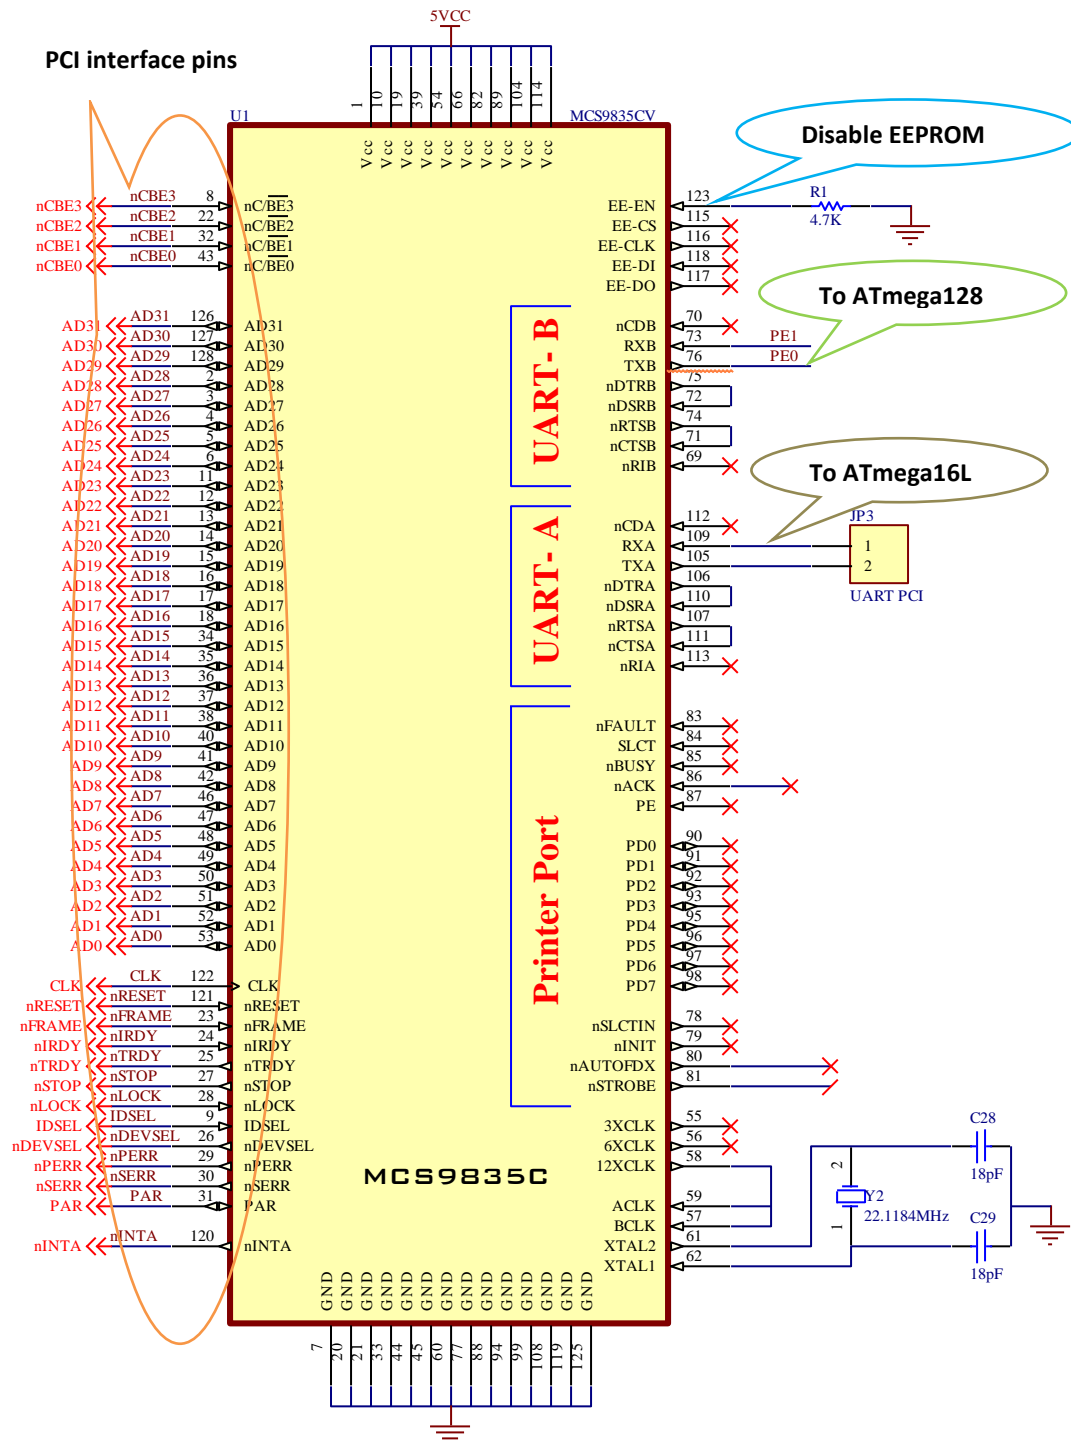 5VCC
PCI interface pins
1 10 19 39 54 66 82 89 104 114
U1 MCS9835CV
Vcc Vcc Vcc Vcc Vcc Vcc Vcc Vcc Vcc Vcc
Disable EEPROM
nCBE3 nCBE3 8 nC/BE3
nCBE2 nCBE2 22 nC/BE2
nCBE1 nCBE1 32 nC/BE1
nCBE0 nCBE0 43 nC/BE0
EE-EN 123 R1
EE-CS 115 4.7K
EE-CLK 116
EE-DI 118
EE-DO 117
To ATmega128
AD31 AD31 126 AD31
AD30 AD30 127 AD30
AD29 AD29 128 AD29
AD28 AD28 2 AD28
AD27 AD27 3 AD27
AD26 AD26 4 AD26
AD25 AD25 5 AD25
AD24 AD24 6 AD24
AD23 AD23 11 AD23
AD22 AD22 12 AD22
AD21 AD21 13 AD21
AD20 AD20 14 AD20
AD19 AD19 15 AD19
AD18 AD18 16 AD18
AD17 AD17 17 AD17
AD16 AD16 18 AD16
AD15 AD15 34 AD15
AD14 AD14 35 AD14
AD13 AD13 36 AD13
AD12 AD12 37 AD12
AD11 AD11 38 AD11
AD10 AD10 40 AD10
AD9 AD9 41 AD9
AD8 AD8 42 AD8
AD7 AD7 46 AD7
AD6 AD6 47 AD6
AD5 AD5 48 AD5
AD4 AD4 49 AD4
AD3 AD3 50 AD3
AD2 AD2 51 AD2
AD1 AD1 52 AD1
AD0 AD0 53 AD0
UART- B
nCDB 70
RXB 73 PE1
TXB 76 PE0
nDTRB 75
nDSRB 72
nRTSB 74
nCTSB 71
nRIB 69
To ATmega16L
UART- A
nCDA 112
RXA 109
TXA 105
nDTRA 106
nDSRA 110
nRTSA 107
nCTSA 111
nRIA 113
JP3
1
2
UART PCI
Printer Port
nFAULT 83
SLCT 84
nBUSY 85
nACK 86
PE 87
PD0 90
PD1 91
PD2 92
PD3 93
PD4 95
PD5 96
PD6 97
PD7 98
nSLCTIN 78
nINIT 79
nAUTOFDX 80
nSTROBE 81
CLK CLK 122 CLK
nRESET nRESET 121 nRESET
nFRAME nFRAME 23 nFRAME
nIRDY nIRDY 24 nIRDY
nTRDY nTRDY 25 nTRDY
nSTOP nSTOP 27 nSTOP
nLOCK nLOCK 28 nLOCK
IDSEL IDSEL 9 IDSEL
nDEVSEL nDEVSEL 26 nDEVSEL
nPERR nPERR 29 nPERR
nSERR nSERR 30 nSERR
PAR PAR 31 PAR
nINTA nINTA 120 nINTA
MCS9835C
3XCLK 55
6XCLK 56
12XCLK 58
ACLK 59
BCLK 57
XTAL2 61
XTAL1 62
C28
18pF
2
Y2
22.1184MHz
1
C29
18pF
GND GND GND GND GND GND GND GND GND GND GND GND GND GND
7 20 21 33 44 45 60 77 88 94 99 108 119 125